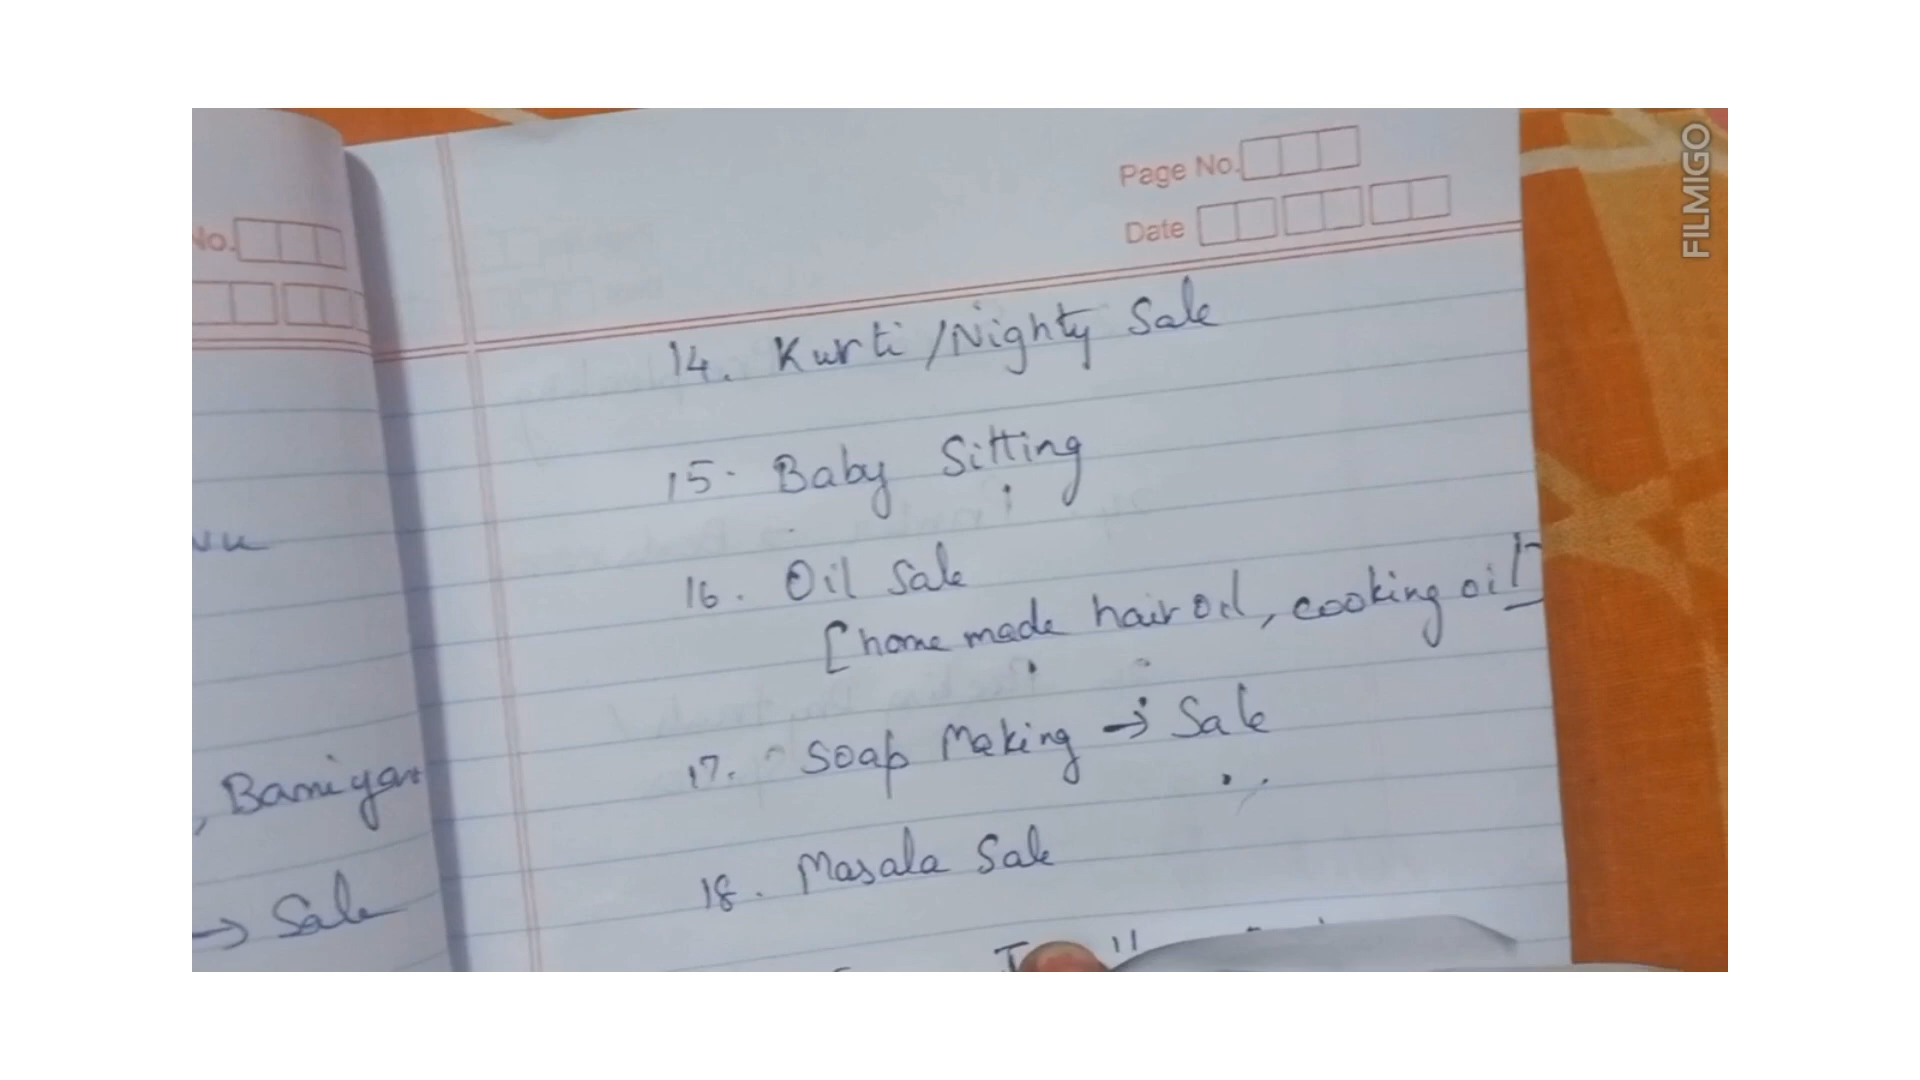 Page No.
Date
14. Kurti /Nighty Sale
15. Baby Sitting
16. Oil Sale
[home made hair oil, cooking oil]
17. Soap Making → Sale
18. Masala Sale
No.
, Baniyan
→ Sale
FILMIGO